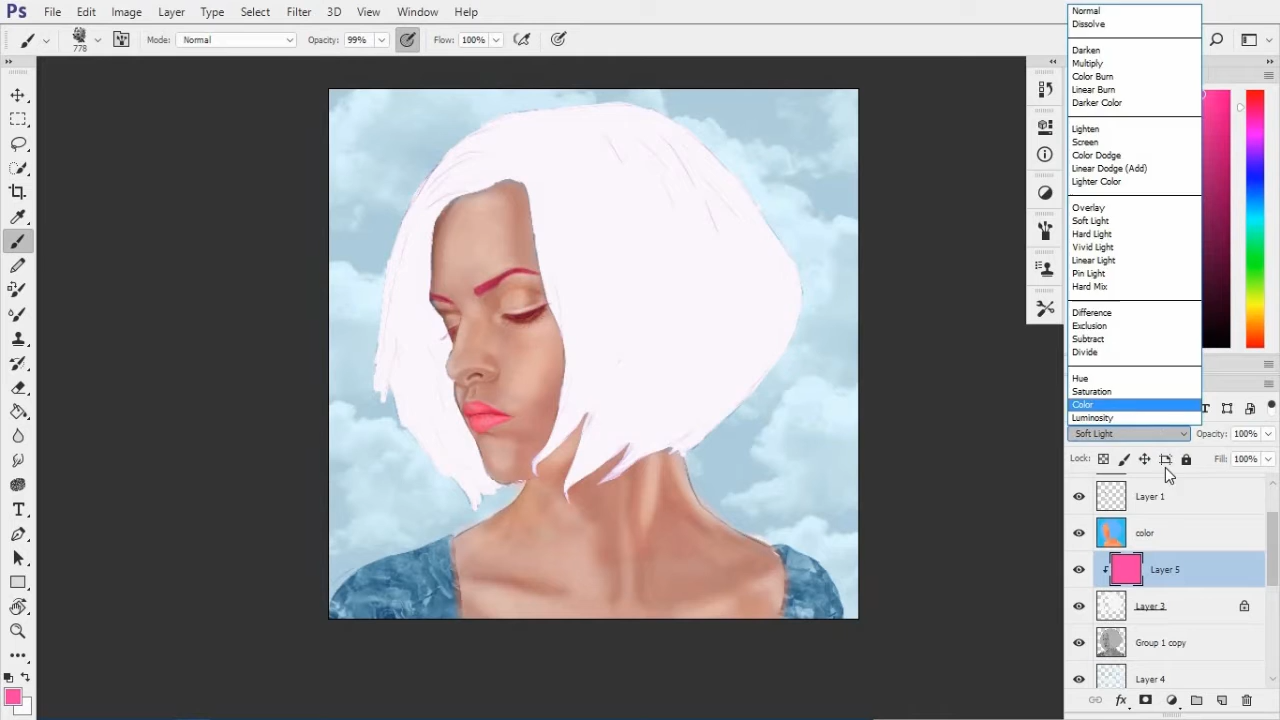 Ps File Edit Image Layer Type Select Filter 3D View Window Help
778 Mode: Normal Opacity: 99% Flow: 100%
Normal
Dissolve
Darken
Multiply
Color Burn
Linear Burn
Darker Color
Lighten
Screen
Color Dodge
Linear Dodge (Add)
Lighter Color
Overlay
Soft Light
Hard Light
Vivid Light
Linear Light
Pin Light
Hard Mix
Difference
Exclusion
Subtract
Divide
Hue
Saturation
Color
Luminosity
Soft Light Opacity: 100%
Lock: Fill: 100%
Layer 1
color
Layer 5
Layer 3
Group 1 copy
Layer 4